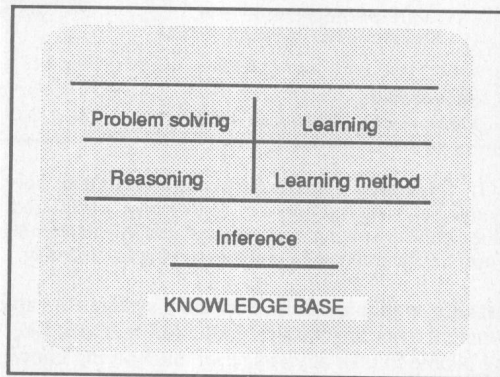 Problem solving Learning
Reasoning Learning method
Inference
KNOWLEDGE BASE